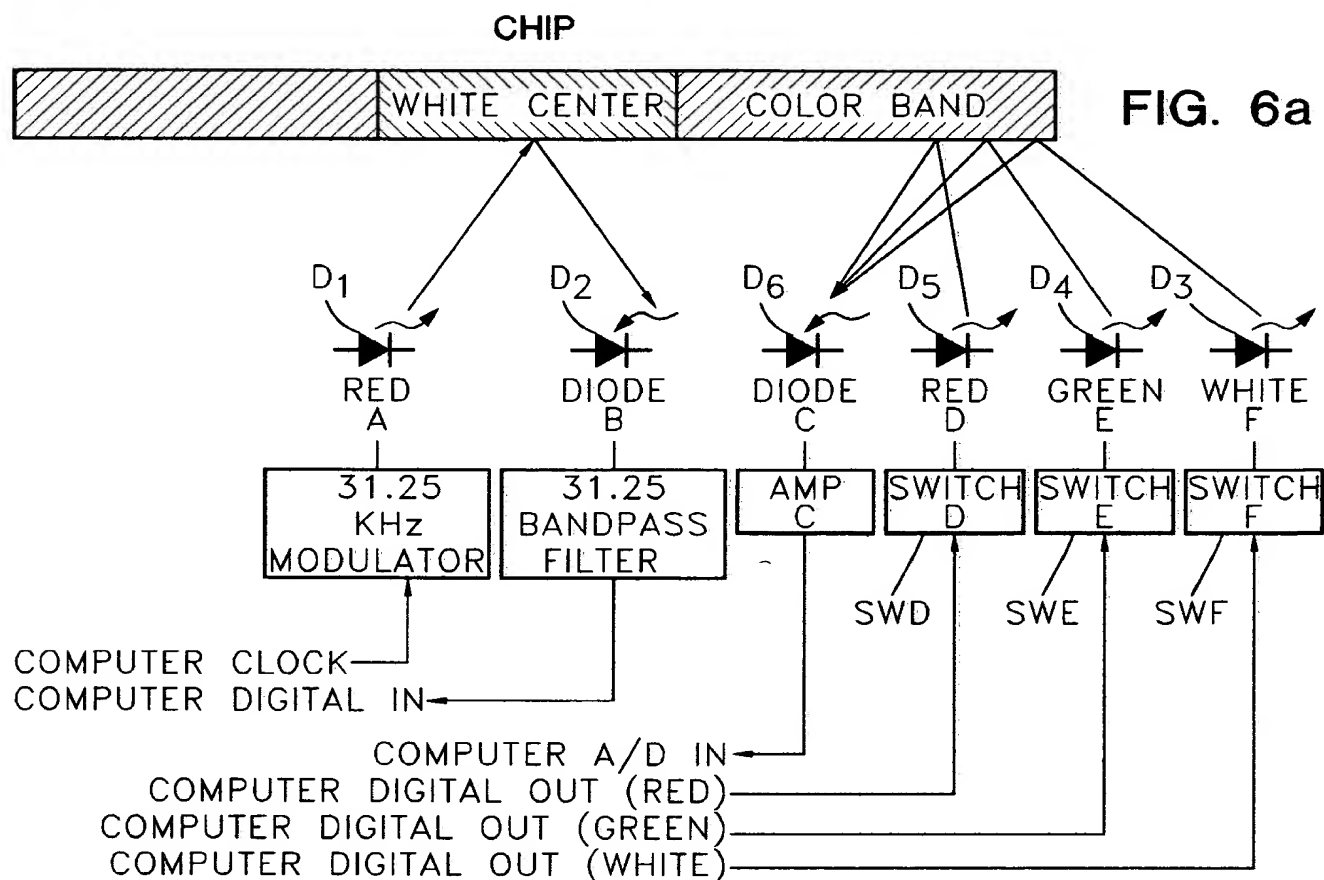 CHIP
WHITE CENTER COLOR BAND
FIG. 6a
D1 D2 D6 D5 D4 D3
RED DIODE DIODE RED GREEN WHITE
A B C D E F
31.25 KHz MODULATOR
31.25 BANDPASS FILTER
AMP C
SWITCH D
SWITCH E
SWITCH F
SWD SWE SWF
COMPUTER CLOCK
COMPUTER DIGITAL IN
COMPUTER A/D IN
COMPUTER DIGITAL OUT (RED)
COMPUTER DIGITAL OUT (GREEN)
COMPUTER DIGITAL OUT (WHITE)